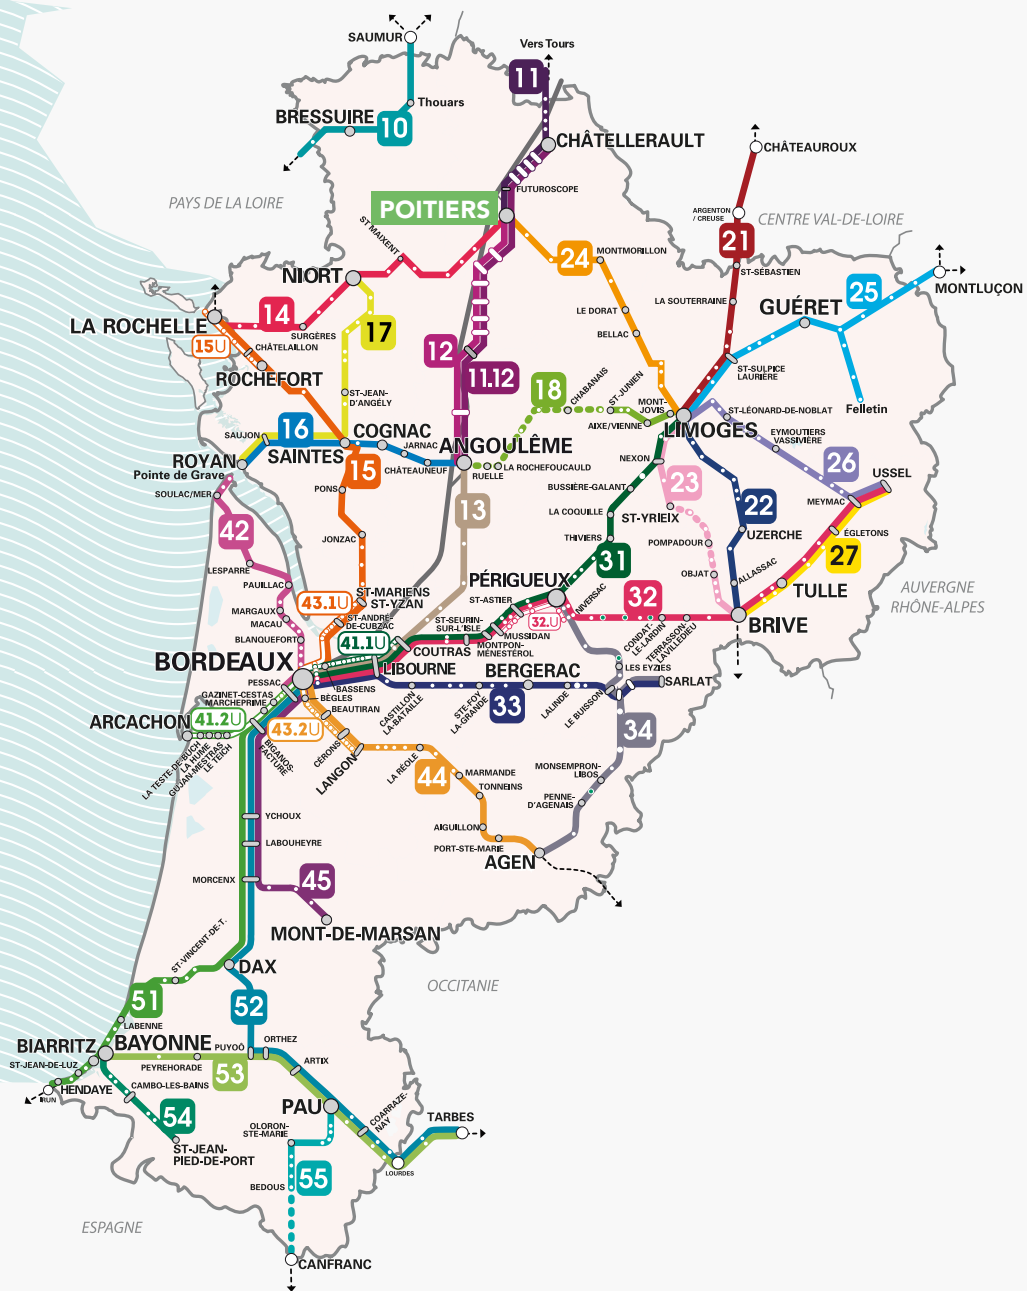 SAUMUR
Vers Tours
11
Thouars
BRESSUIRE
10
CHÂTELLERAULT
CHÂTEAUROUX
FUTUROSCOPE
PAYS DE LA LOIRE
POITIERS
ARGENTON
/ CREUSE
CENTRE VAL-DE-LOIRE
21
ST MAIXENT
24
MONTMORILLON
ST-SÉBASTIEN
NIORT
25
MONTLUÇON
LA SOUTERRAINE
GUÉRET
LE DORAT
14
LA ROCHELLE
SURGÈRES
17
BELLAC
15U
CHÂTELAILLON
12
ROCHEFORT
11.12
18
CHABANAIS
ST-JUNIEN
ST-SULPICE
LAURIÈRE
ST-JEAN-
D'ANGÉLY
MONT-
JOVIS
Felletin
ST-LÉONARD-DE-NOBLAT
AIXE/VIENNE
LIMOGES
SAUJON
16
COGNAC
JARNAC
ANGOULÊME
EYMOUTIERS
VASSIVIÈRE
ROYAN
SAINTES
CHÂTEAUNEUF
LA ROCHEFOUCAULD
RUELLE
NEXON
26
USSEL
Pointe de Grave
15
23
SOULAC/MER
PONS
BUSSIÈRE-GALANT
MEYMAC
13
22
42
LA COQUILLE
ST-YRIEIX
JONZAC
THIVIERS
POMPADOUR
UZERCHE
ÉGLETONS
27
LESPARRE
31
PAUILLAC
PÉRIGUEUX
OBJAT
ALLASSAC
TULLE
AUVERGNE
RHÔNE-ALPES
ST-MARIENS
ST-YZAN
43.1U
MARGAUX
ST-ASTIER
NIVERSAC
32
MACAU
ST-ANDRÉ-
DE-CUBZAC
ST-SEURIN-
SUR-L'ISLE
32.U
BRIVE
BLANQUEFORT
41.1U
MUSSIDAN
CONDAT-
LE-LARDIN
TERRASSON-
LAVILLEDIEU
COUTRAS
MONTPON-
MÉNESTÉROL
BORDEAUX
LIBOURNE
BERGERAC
LES EYZIES
PESSAC
BASSENS
SARLAT
GAZINET-CESTAS
BÈGLES
MARCHEPRIME
BEAUTIRAN
CASTILLON
LA-BATAILLE
STE-FOY
LA-GRANDE
33
LALINDE
LE BUISSON
ARCACHON
41.2U
43.2U
34
LA TESTE-DE-BUCH
LA HUME
GUJAN-MESTRAS
LE TEICH
BIGANOS-
FACTURE
CÉRONS
LANGON
LA RÉOLE
44
MARMANDE
MONSEMPRON-
LIBOS
TONNEINS
PENNE-
D'AGENAIS
YCHOUX
AIGUILLON
LABOUHEYRE
PORT-STE-MARIE
AGEN
MORCENX
45
MONT-DE-MARSAN
ST-VINCENT-DE-T.
DAX
OCCITANIE
51
52
LABENNE
BIARRITZ
BAYONNE
PUYOÔ
ORTHEZ
ST-JEAN-DE-LUZ
PEYREHORADE
53
ARTIX
HENDAYE
CAMBO-LES-BAINS
IRUN
54
PAU
COARRAZE-
NAY
TARBES
OLORON-
STE-MARIE
ST-JEAN-
PIED-DE-PORT
LOURDES
55
BEDOUS
ESPAGNE
CANFRANC